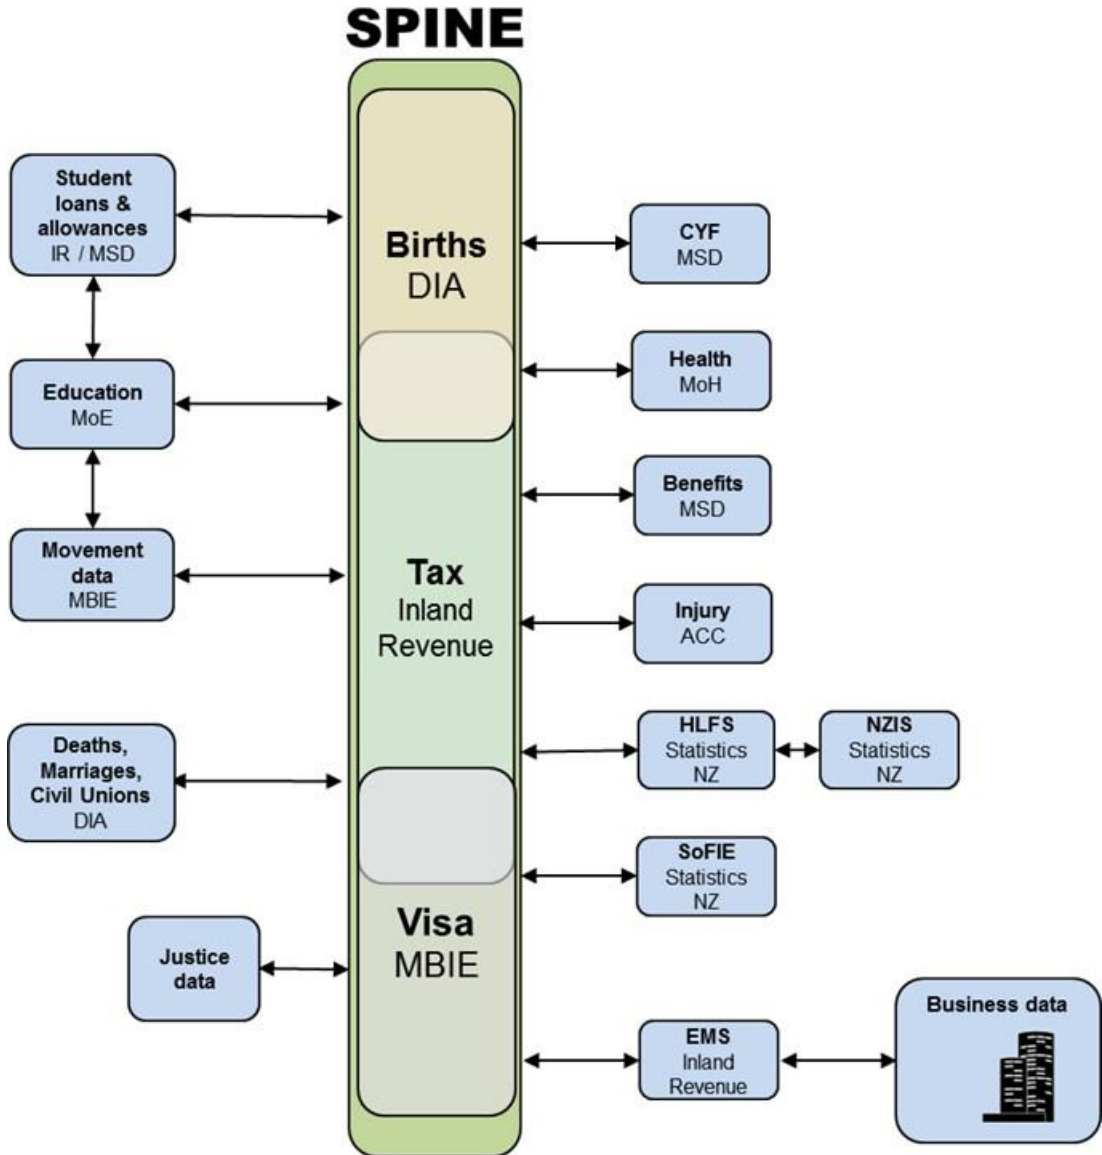 SPINE
Student
loans &
allowances
IR / MSD
Education
MoE
Movement
data
MBIE
Deaths,
Marriages,
Civil Unions
DIA
Justice
data
Births
DIA
Tax
Inland
Revenue
Visa
MBIE
CYF
MSD
Health
MoH
Benefits
MSD
Injury
ACC
HLFS
Statistics
NZ
NZIS
Statistics
NZ
SoFIE
Statistics
NZ
EMS
Inland
Revenue
Business data